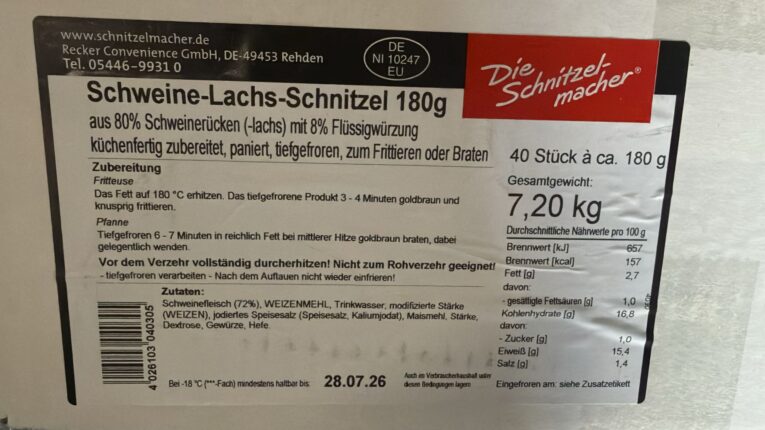 www.schnitzelmacher.de
Recker Convenience GmbH, DE-49453 Rehden
Tel. 05446-9931 0
DE
NI 10247
EU
Die
Schnitzel-
macher®
Schweine-Lachs-Schnitzel 180g
aus 80% Schweinerücken (-lachs) mit 8% Flüssigwürzung
küchenfertig zubereitet, paniert, tiefgefroren, zum Frittieren oder Braten
40 Stück à ca. 180 g
Gesamtgewicht:
7,20 kg
Zubereitung
Fritteuse
Das Fett auf 180 °C erhitzen. Das tiefgefrorene Produkt 3 - 4 Minuten goldbraun und
knusprig frittieren.
Pfanne
Tiefgefroren 6 - 7 Minuten in reichlich Fett bei mittlerer Hitze goldbraun braten, dabei
gelegentlich wenden.
Vor dem Verzehr vollständig durcherhitzen! Nicht zum Rohverzehr geeignet!
- tiefgefroren verarbeiten - Nach dem Auftauen nicht wieder einfrieren!
Durchschnittliche Nährwerte pro 100 g
Brennwert [kJ] 657
Brennwert [kcal] 157
Fett [g] 2,7
davon:
- gesättigte Fettsäuren [g] 1,0
Kohlenhydrate [g] 16,8
davon:
- Zucker [g] 1,0
Eiweiß [g] 15,4
Salz [g] 1,4
Eingefroren am: siehe Zusatzetikett
Zutaten:
Schweinefleisch (72%), WEIZENMEHL, Trinkwasser, modifizierte Stärke
(WEIZEN), jodiertes Speisesalz (Speisesalz, Kaliumjodat), Maismehl, Stärke,
Dextrose, Gewürze, Hefe.
4 026103 040305
Bei -18 °C (***-Fach) mindestens haltbar bis: 28.07.26
Auch im Verbraucherhaushalt unter
diesen Bedingungen lagern